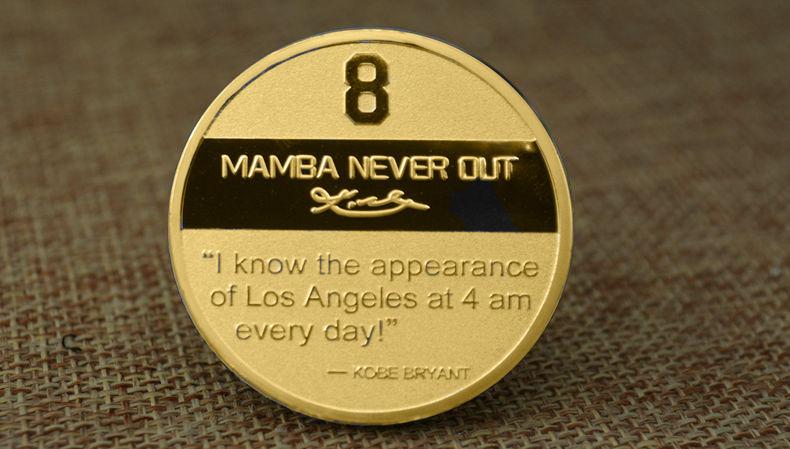 8
MAMBA NEVER OUT
“I know the appearance
of Los Angeles at 4 am
every day!”
— KOBE BRYANT